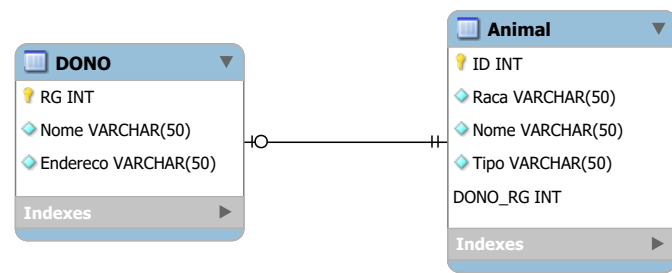 DONO
RG INT
Nome VARCHAR(50)
Endereco VARCHAR(50)
Indexes
Animal
ID INT
Raca VARCHAR(50)
Nome VARCHAR(50)
Tipo VARCHAR(50)
DONO_RG INT
Indexes